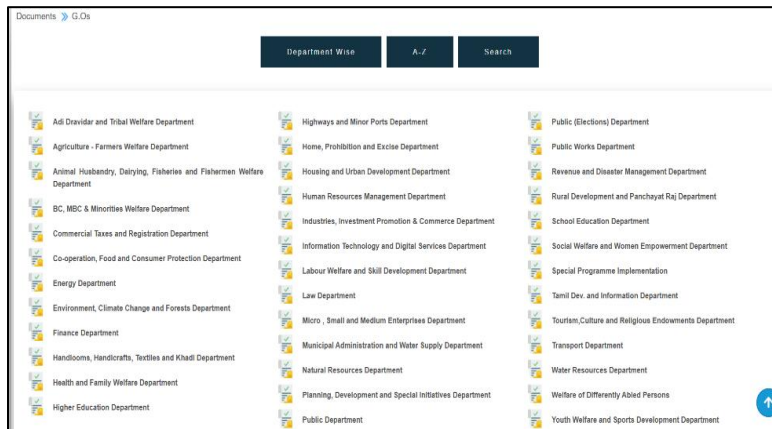 Documents » G.Os
Department Wise
A-Z
Search
Adi Dravidar and Tribal Welfare Department
Agriculture - Farmers Welfare Department
Animal Husbandry, Dairying, Fisheries and Fishermen Welfare
Department
BC, MBC & Minorities Welfare Department
Commercial Taxes and Registration Department
Co-operation, Food and Consumer Protection Department
Energy Department
Environment, Climate Change and Forests Department
Finance Department
Handlooms, Handicrafts, Textiles and Khadi Department
Health and Family Welfare Department
Higher Education Department
Highways and Minor Ports Department
Home, Prohibition and Excise Department
Housing and Urban Development Department
Human Resources Management Department
Industries, Investment Promotion & Commerce Department
Information Technology and Digital Services Department
Labour Welfare and Skill Development Department
Law Department
Micro , Small and Medium Enterprises Department
Municipal Administration and Water Supply Department
Natural Resources Department
Planning, Development and Special Initiatives Department
Public Department
Public (Elections) Department
Public Works Department
Revenue and Disaster Management Department
Rural Development and Panchayat Raj Department
School Education Department
Social Welfare and Women Empowerment Department
Special Programme Implementation
Tamil Dev. and Information Department
Tourism,Culture and Religious Endowments Department
Transport Department
Water Resources Department
Welfare of Differently Abled Persons
Youth Welfare and Sports Development Department